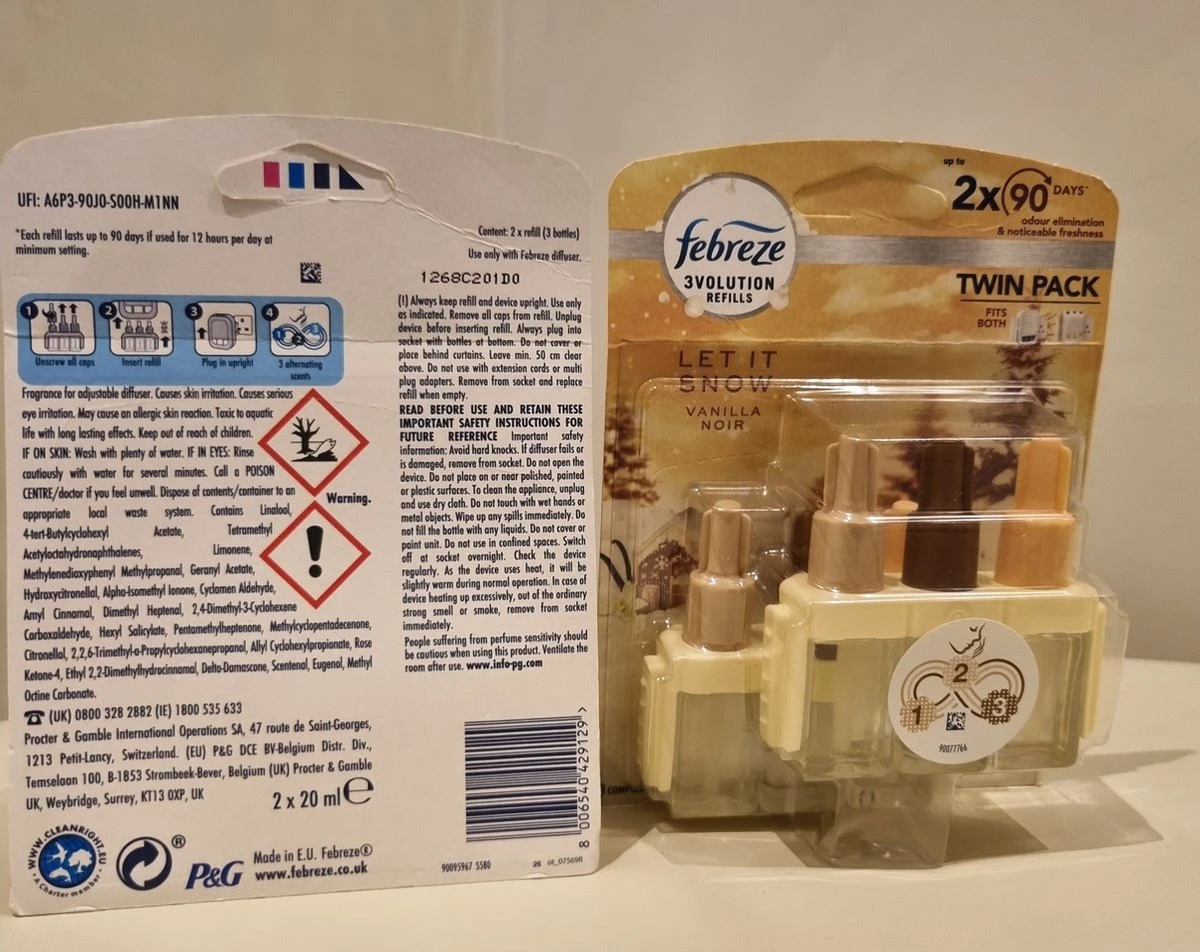 UFI: A6P3-90J0-S00H-M1NN
*Each refill lasts up to 90 days if used for 12 hours per day at
minimum setting.
1 2 3 4
Unscrew all caps
Insert refill
Plug in upright
3 alternating
scents
Fragrance for adjustable diffuser. Causes skin irritation. Causes serious
eye irritation. May cause an allergic skin reaction. Toxic to aquatic
life with long lasting effects. Keep out of reach of children.
IF ON SKIN: Wash with plenty of water. IF IN EYES: Rinse
cautiously with water for several minutes. Call a POISON
CENTRE/doctor if you feel unwell. Dispose of contents/container to an
appropriate local waste system. Contains Linalool,
4-tert-Butylcyclohexyl Acetate, Tetramethyl
Acetyloctahydronaphthalenes, Limonene,
Methylenedioxyphenyl Methylpropanal, Geranyl Acetate,
Hydroxycitronellal, Alpha-Isomethyl Ionone, Cyclamen Aldehyde,
Amyl Cinnamal, Dimethyl Heptenal, 2,4-Dimethyl-3-Cyclohexene
Carboxaldehyde, Hexyl Salicylate, Pentamethylheptenone, Methylcyclopentadecenone,
Citronellol, 2,2,6-Trimethyl-α-Propylcyclohexanepropanol, Allyl Cyclohexylpropionate, Rose
Ketone-4, Ethyl 2,2-Dimethylhydrocinnamal, Delta-Damascone, Scentenal, Eugenol, Methyl
Octine Carbonate.
Warning.
☎ (UK) 0800 328 2882 (IE) 1800 535 633
Procter & Gamble International Operations SA, 47 route de Saint-Georges,
1213 Petit-Lancy, Switzerland. (EU) P&G DCE BV-Belgium Distr. Div.,
Temselaan 100, B-1853 Strombeek-Bever, Belgium (UK) Procter & Gamble
UK, Weybridge, Surrey, KT13 0XP, UK
2 x 20 ml ℮
WWW.CLEANRIGHT.EU
• A Charter member •
®
P&G
Made in E.U. Febreze®
www.febreze.co.uk
Content: 2 x refill (3 bottles)
Use only with Febreze diffuser.
1268C201D0
(!) Always keep refill and device upright. Use only
as indicated. Remove all caps from refill. Unplug
device before inserting refill. Always plug into
socket with bottles at bottom. Do not cover or
place behind curtains. Leave min. 50 cm clear
above. Do not use with extension cords or multi
plug adapters. Remove from socket and replace
refill when empty.
READ BEFORE USE AND RETAIN THESE
IMPORTANT SAFETY INSTRUCTIONS FOR
FUTURE REFERENCE Important safety
information: Avoid hard knocks. If diffuser fails or
is damaged, remove from socket. Do not open the
device. Do not place on or near polished, painted
or plastic surfaces. To clean the appliance, unplug
and use dry cloth. Do not touch with wet hands or
metal objects. Wipe up any spills immediately. Do
not fill the bottle with any liquids. Do not cover or
paint unit. Do not use in confined spaces. Switch
off at socket overnight. Check the device
regularly. As the device uses heat, it will be
slightly warm during normal operation. In case of
device heating up excessively, out of the ordinary
strong smell or smoke, remove from socket
immediately.
People suffering from perfume sensitivity should
be cautious when using this product. Ventilate the
room after use. www.info-pg.com
8 006540 429129 >
90095967 S580
26 ot_07569R
febreze
3VOLUTION
REFILLS
up to
2x 90 DAYS*
odour elimination
& noticeable freshness
TWIN PACK
FITS
BOTH
LET IT
SNOW
VANILLA
NOIR
1 2 3
90077766